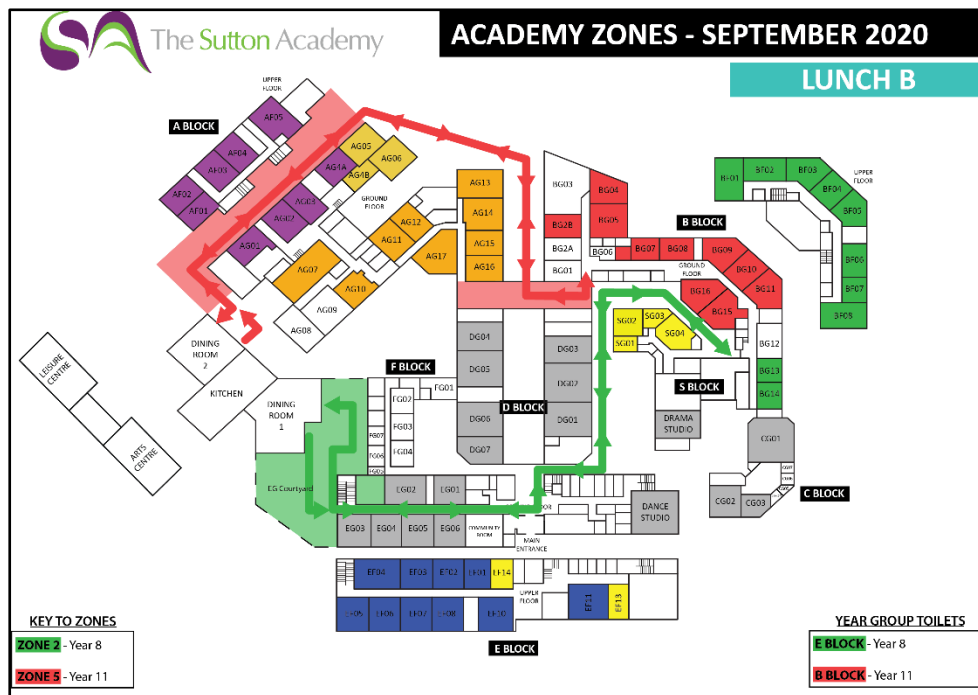 The Sutton Academy
ACADEMY ZONES - SEPTEMBER 2020
LUNCH B
UPPER
FLOOR
A BLOCK
AF05
AF04
AF03
AF02
AF01
AG05
AG06
AG4A
AG4B
AG03
AG02
AG01
GROUND
FLOOR
AG13
AG14
AG15
AG16
AG12
AG11
AG17
AG07
AG10
AG09
AG08
BG03
BG04
BG05
BG2B
BG2A
BG01
BG06
BG07
BG08
BG09
BG10
BG11
B BLOCK
GROUND
FLOOR
BG16
BG15
BG12
BG13
BG14
BF01
BF02
BF03
BF04
BF05
BF06
BF07
BF08
UPPER
FLOOR
SG02
SG03
SG04
SG01
S BLOCK
DRAMA
STUDIO
DINING
ROOM
2
KITCHEN
DINING
ROOM
1
LEISURE
CENTRE
ARTS
CENTRE
F BLOCK
FG01
FG02
FG03
FG04
FG07
FG06
FG05
DG04
DG05
DG06
DG07
DG03
DG02
DG01
D BLOCK
CG01
CG02
CG03
C BLOCK
EG Courtyard
EG02
EG01
EG03
EG04
EG05
EG06
COMMUNITY
ROOM
MAIN
ENTRANCE
DANCE
STUDIO
EF04
EF03
EF02
EF01
EF14
EF05
EF06
EF07
EF08
EF10
UPPER
FLOOR
EF11
EF13
E BLOCK
KEY TO ZONES
ZONE 2 - Year 8
ZONE 5 - Year 11
YEAR GROUP TOILETS
E BLOCK - Year 8
B BLOCK - Year 11